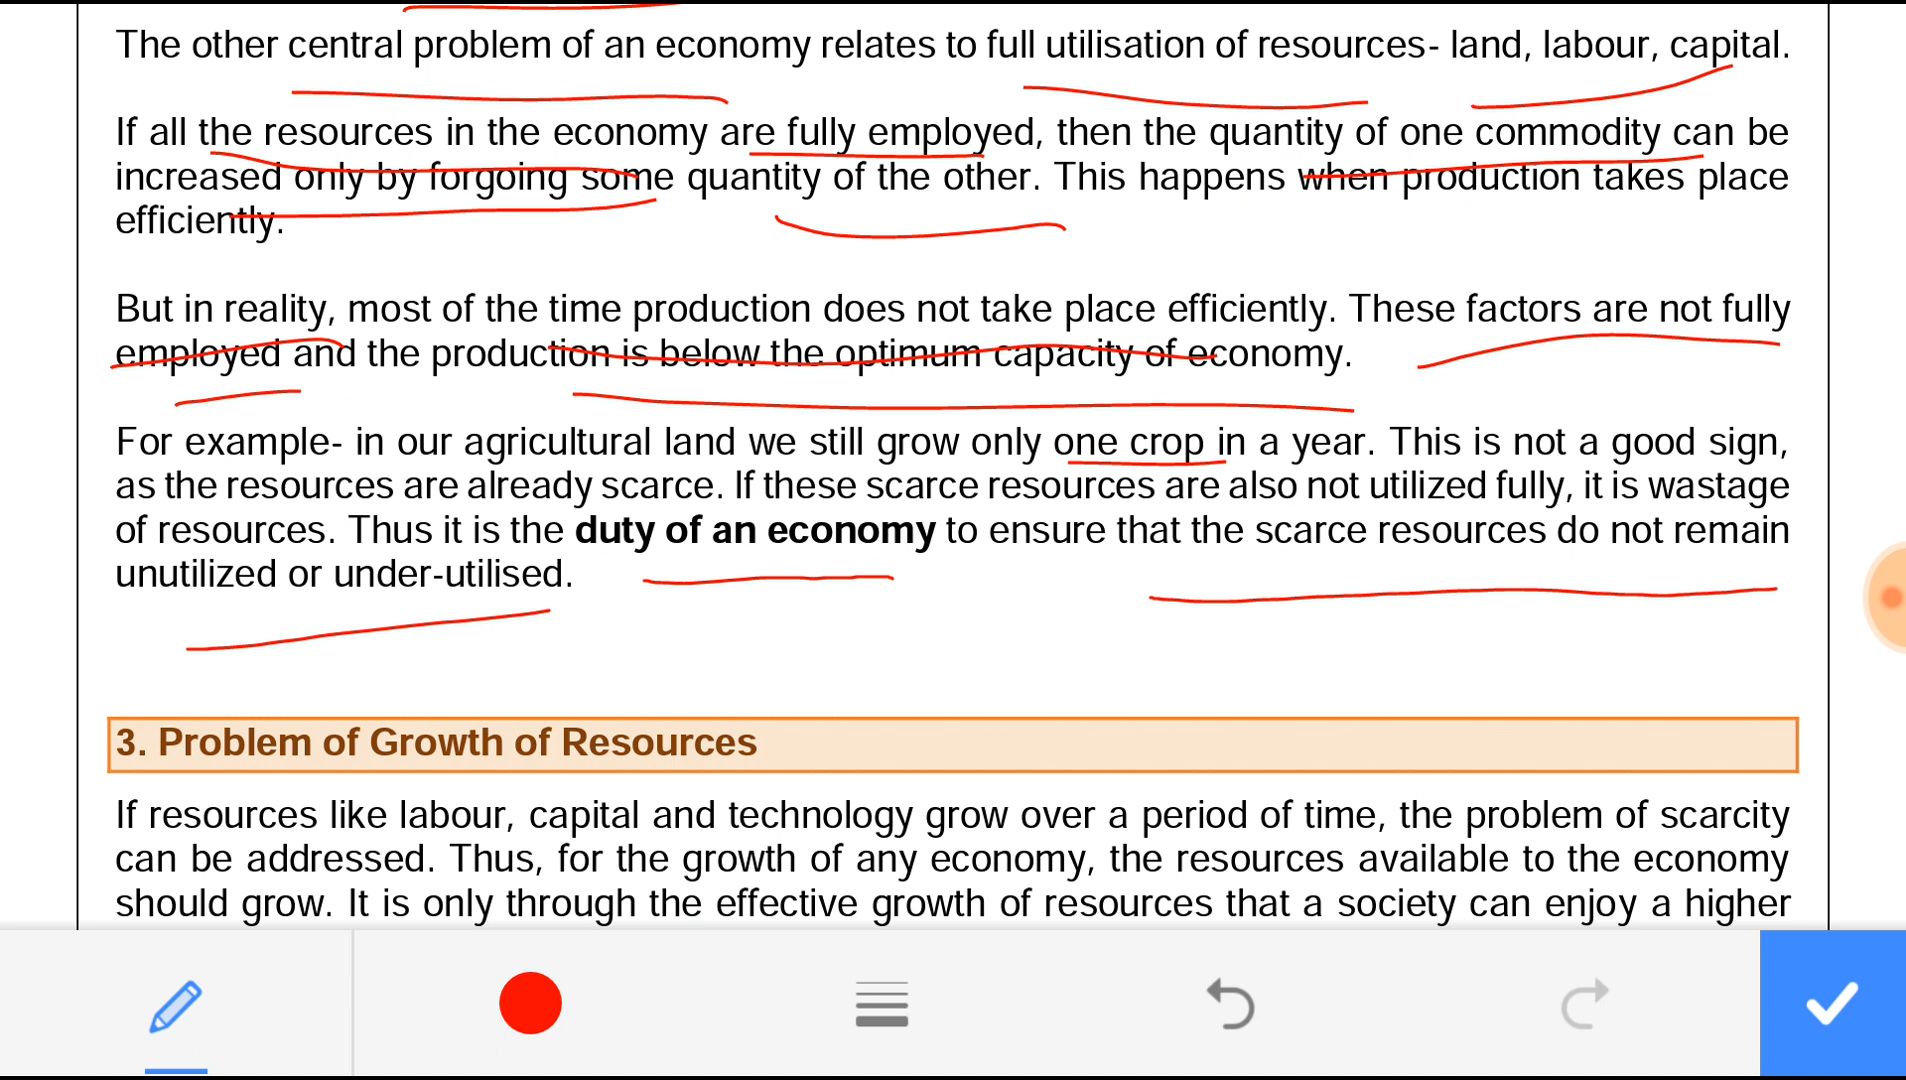 The other central problem of an economy relates to full utilisation of resources- land, labour, capital.
If all the resources in the economy are fully employed, then the quantity of one commodity can be
increased only by forgoing some quantity of the other. This happens when production takes place
efficiently.
But in reality, most of the time production does not take place efficiently. These factors are not fully
employed and the production is below the optimum capacity of economy.
For example- in our agricultural land we still grow only one crop in a year. This is not a good sign,
as the resources are already scarce. If these scarce resources are also not utilized fully, it is wastage
of resources. Thus it is the duty of an economy to ensure that the scarce resources do not remain
unutilized or under-utilised.
3. Problem of Growth of Resources
If resources like labour, capital and technology grow over a period of time, the problem of scarcity
can be addressed. Thus, for the growth of any economy, the resources available to the economy
should grow. It is only through the effective growth of resources that a society can enjoy a higher